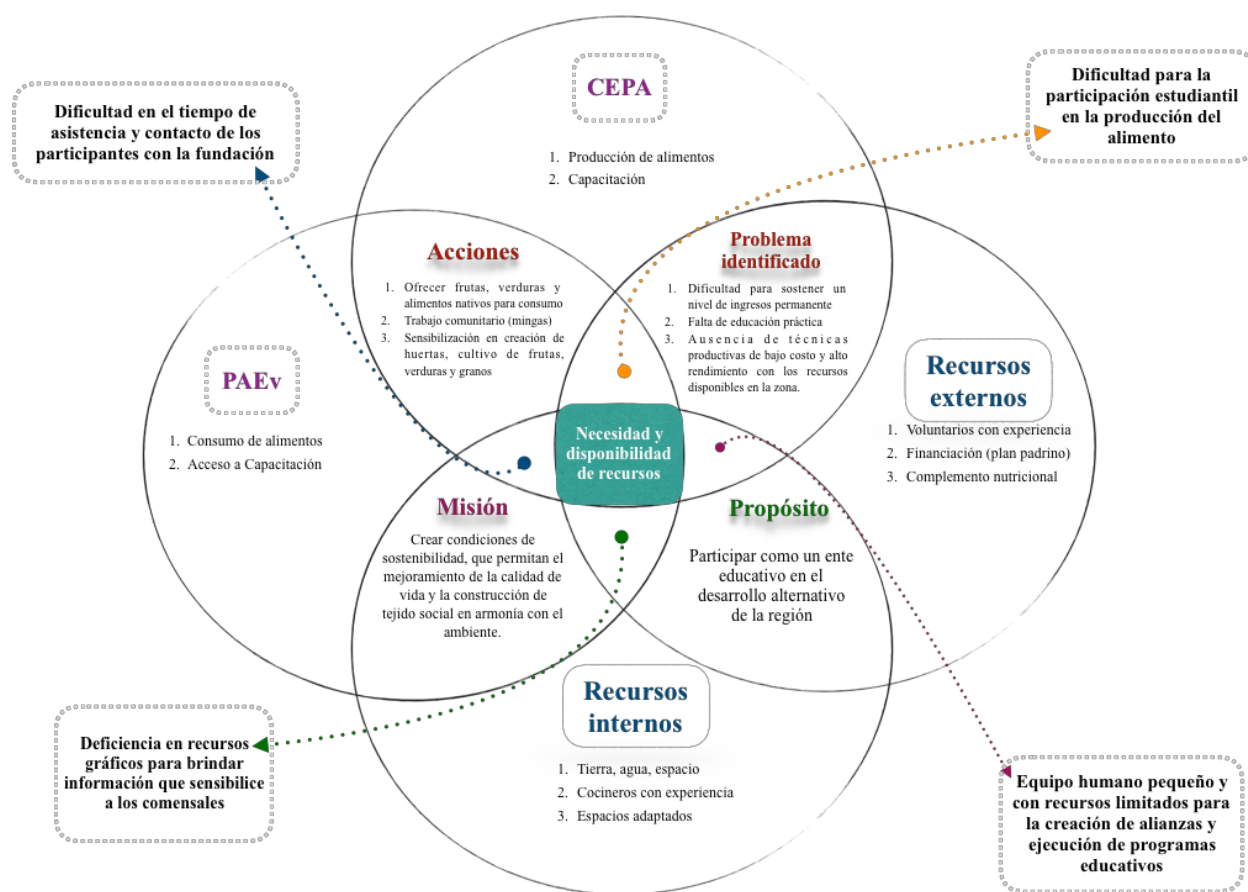 CEPA
1. Producción de alimentos
2. Capacitación
Dificultad en el tiempo de
asistencia y contacto de los
participantes con la fundación
Dificultad para la
participación estudiantil
en la producción del
alimento
Acciones
1. Ofrecer frutas, verduras y
alimentos nativos para consumo
2. Trabajo comunitario (mingas)
3. Sensibilización en creación de
huertas, cultivo de frutas,
verduras y granos
Problema
identificado
1. Dificultad para sostener un
nivel de ingresos permanente
2. Falta de educación práctica
3. Ausencia de técnicas
productivas de bajo costo y alto
rendimiento con los recursos
disponibles en la zona.
PAEv
1. Consumo de alimentos
2. Acceso a Capacitación
Recursos
externos
1. Voluntarios con experiencia
2. Financiación (plan padrino)
3. Complemento nutricional
Necesidad y
disponibilidad
de recursos
Misión
Crear condiciones de
sostenibilidad, que permitan el
mejoramiento de la calidad de
vida y la construcción de
tejido social en armonía con el
ambiente.
Propósito
Participar como un ente
educativo en el
desarrollo alternativo
de la región
Recursos
internos
1. Tierra, agua, espacio
2. Cocineros con experiencia
3. Espacios adaptados
Deficiencia en recursos
gráficos para brindar
información que sensibilice
a los comensales
Equipo humano pequeño y
con recursos limitados para
la creación de alianzas y
ejecución de programas
educativos